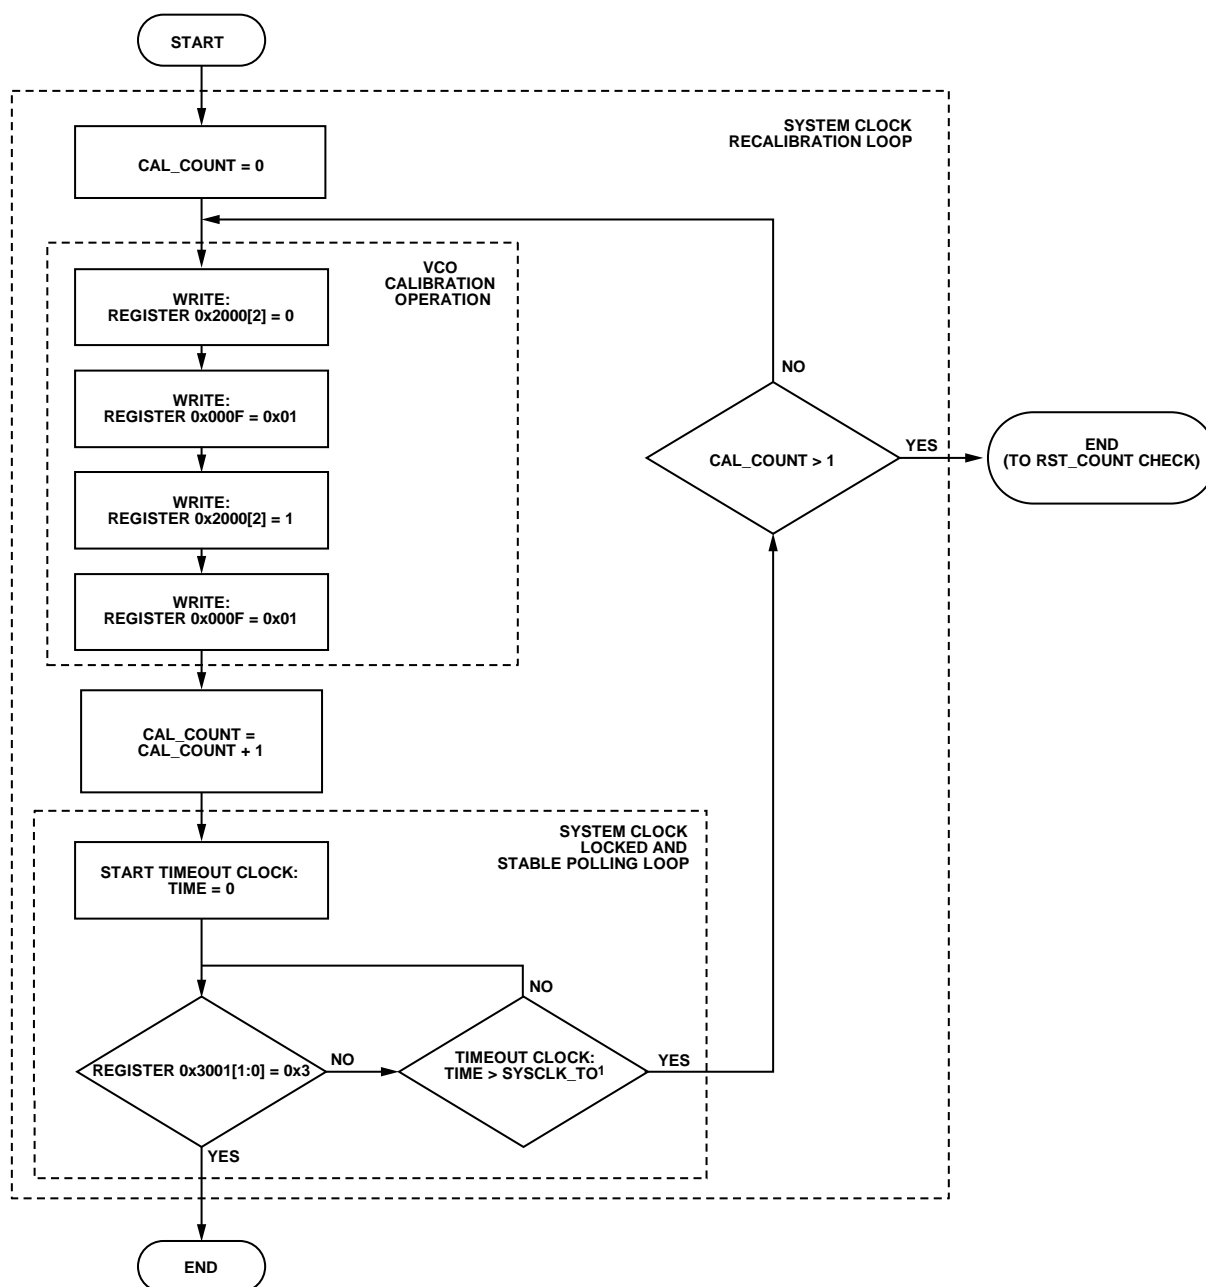 START
SYSTEM CLOCK
RECALIBRATION LOOP
CAL_COUNT = 0
VCO
CALIBRATION
OPERATION
WRITE:
REGISTER 0x2000[2] = 0
NO
WRITE:
REGISTER 0x000F = 0x01
CAL_COUNT > 1
YES
END
(TO RST_COUNT CHECK)
WRITE:
REGISTER 0x2000[2] = 1
WRITE:
REGISTER 0x000F = 0x01
CAL_COUNT =
CAL_COUNT + 1
SYSTEM CLOCK
LOCKED AND
STABLE POLLING LOOP
START TIMEOUT CLOCK:
TIME = 0
NO
REGISTER 0x3001[1:0] = 0x3
NO
TIMEOUT CLOCK:
TIME > SYSCLK_TO¹
YES
YES
END